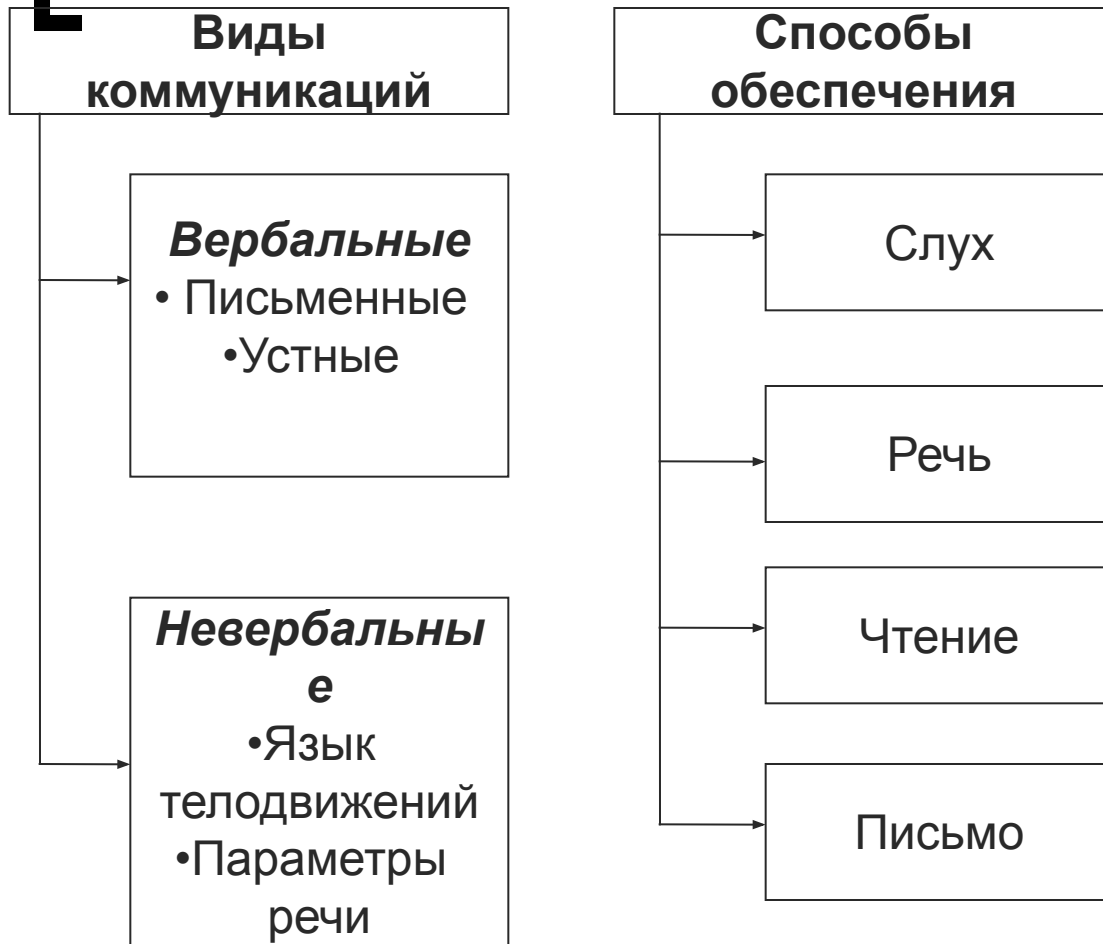 Виды
коммуникаций
Вербальные
• Письменные
•Устные
Невербальны
е
•Язык
телодвижений
•Параметры
речи
Способы
обеспечения
Слух
Речь
Чтение
Письмо